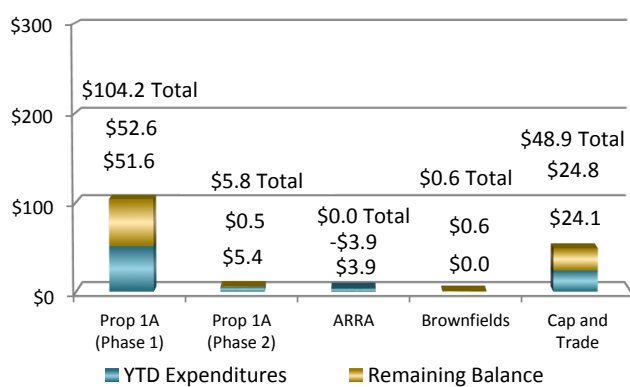 $300
$200
$100
$0
$104.2 Total
$52.6
$51.6
$5.8 Total
$0.5
$5.4
$0.0 Total
-$3.9
$3.9
$0.6 Total
$0.6
$0.0
$48.9 Total
$24.8
$24.1
Prop 1A
(Phase 1)
Prop 1A
(Phase 2)
ARRA
Brownfields
Cap and
Trade
YTD Expenditures
Remaining Balance